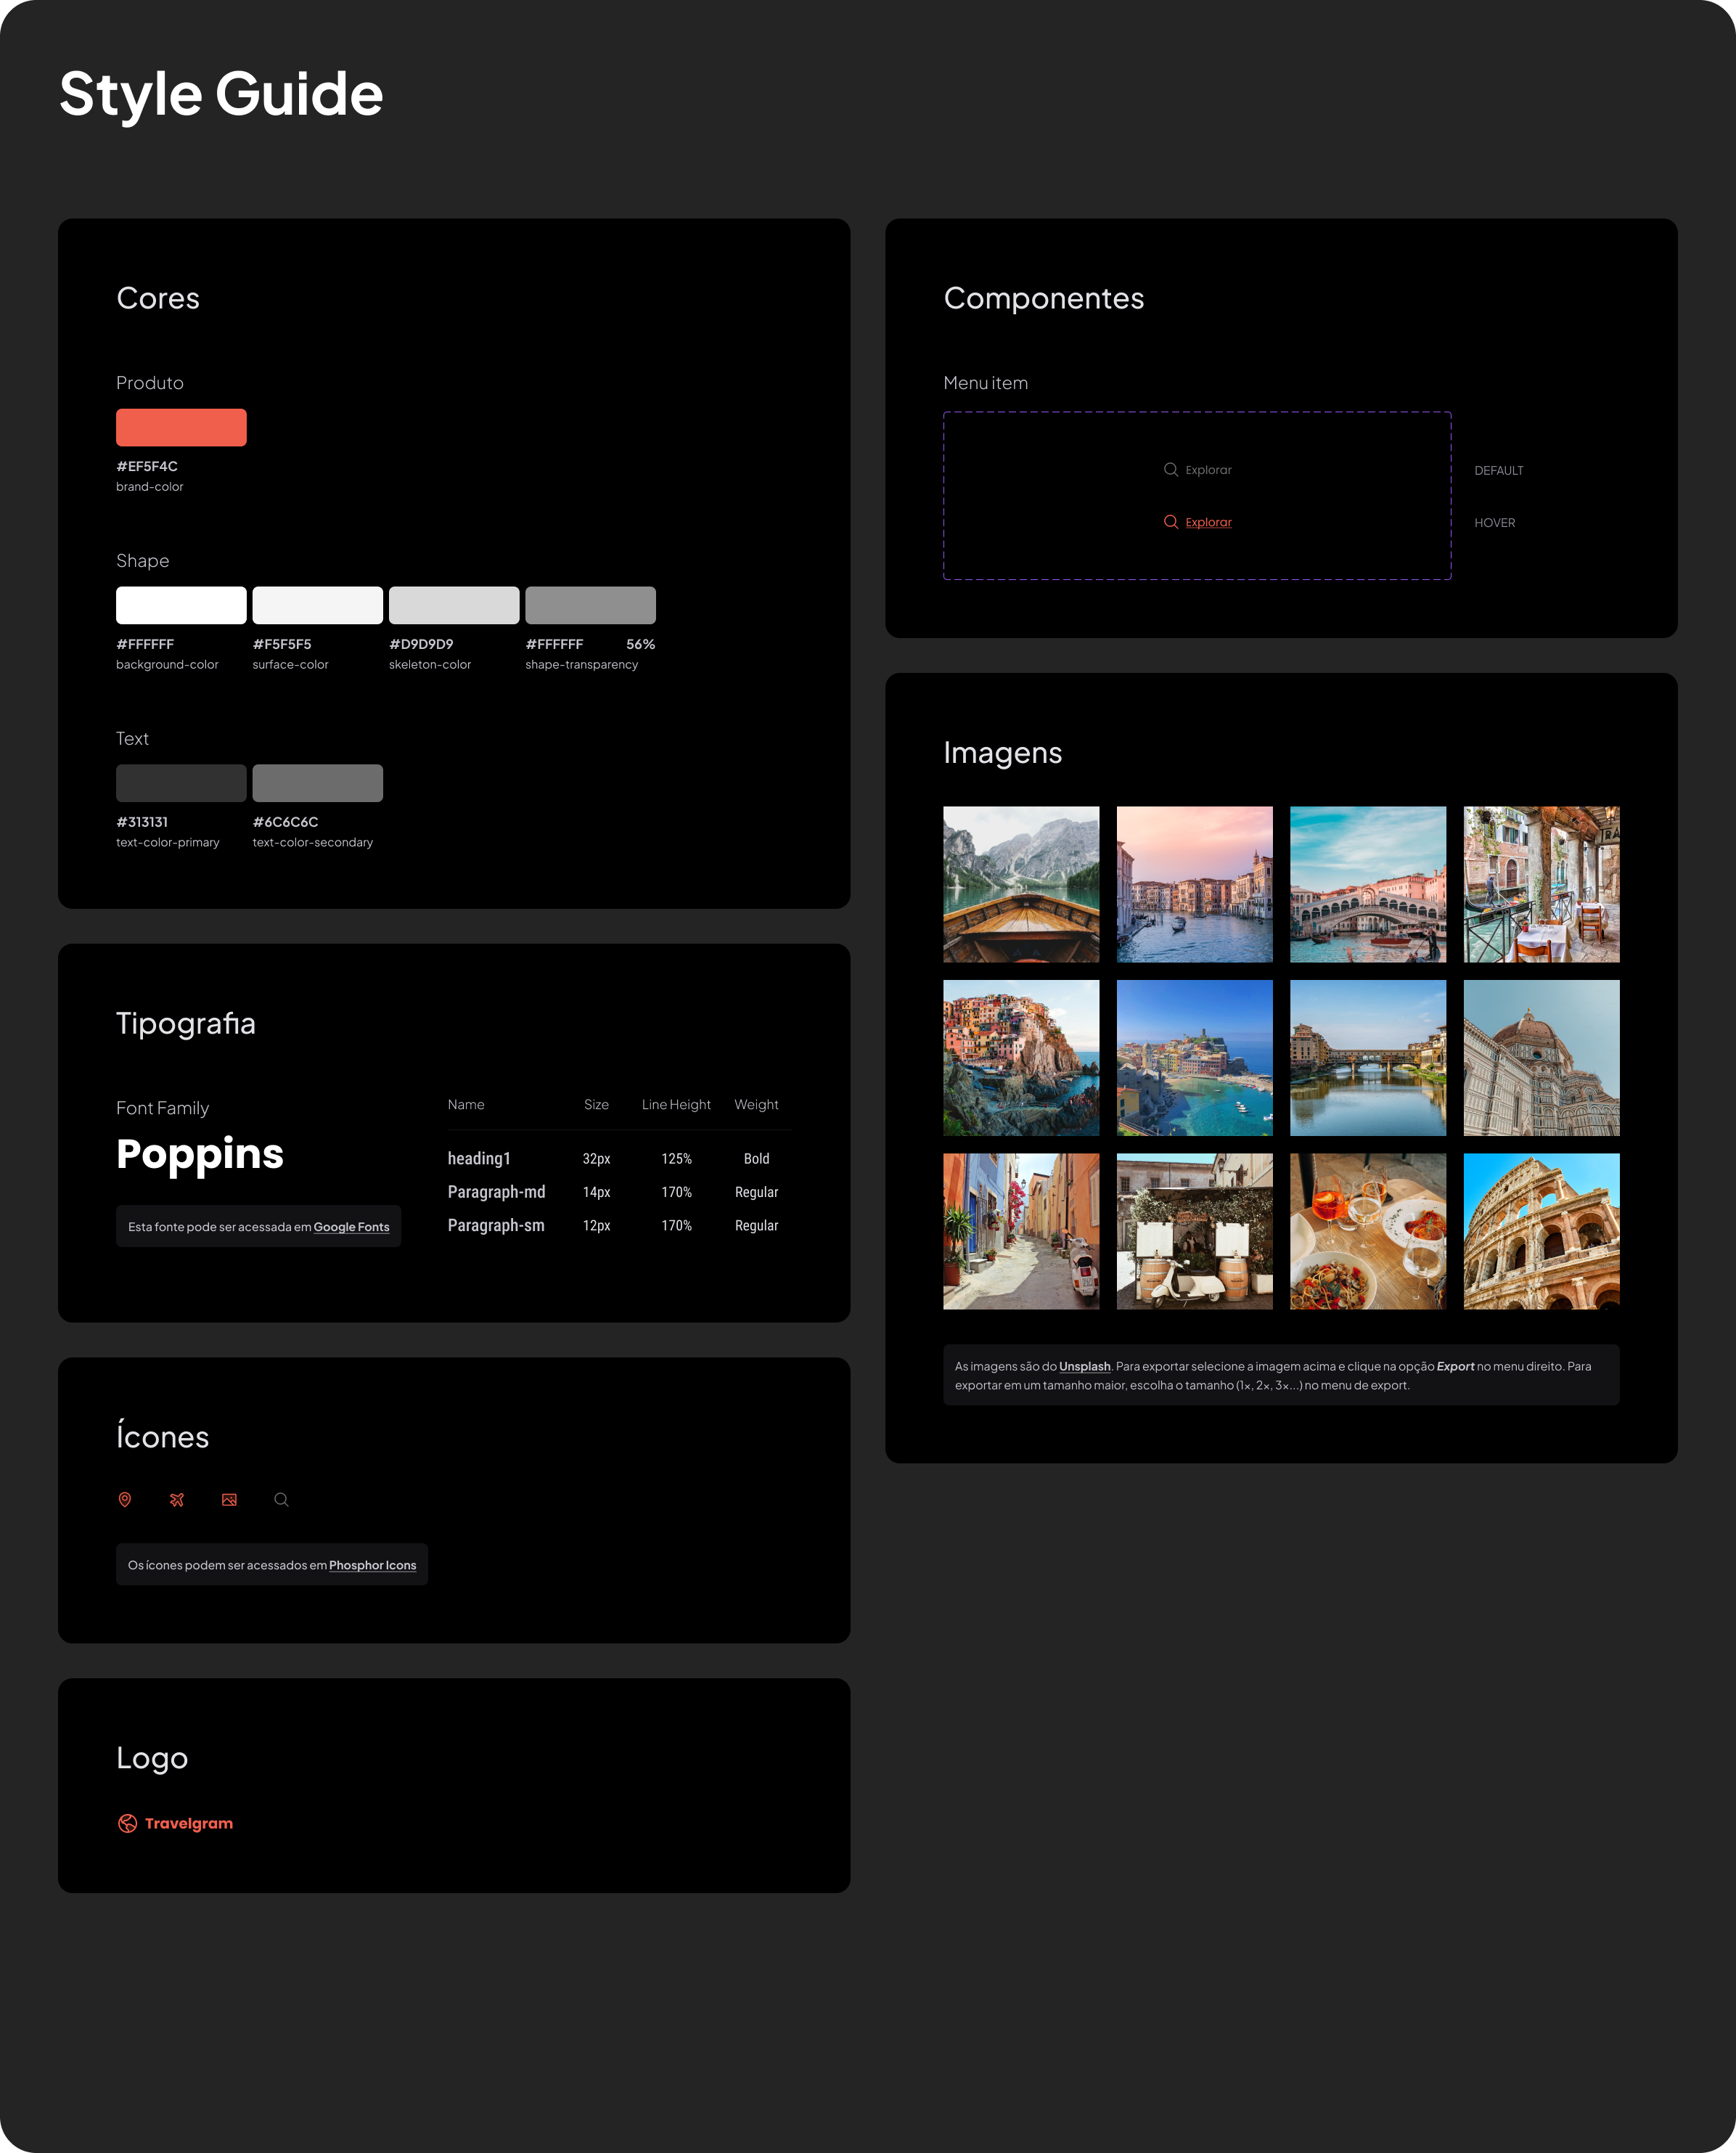 Style Guide
Cores
Produto
#EF5F4C
brand-color
Shape
#FFFFFF
background-color
#F5F5F5
surface-color
#D9D9D9
skeleton-color
#FFFFFF 56%
shape-transparency
Text
#313131
text-color-primary
#6C6C6C
text-color-secondary
Tipografia
Font Family
Poppins
Esta fonte pode ser acessada em Google Fonts
Name Size Line Height Weight
heading1 32px 125% Bold
Paragraph-md 14px 170% Regular
Paragraph-sm 12px 170% Regular
Ícones
Os ícones podem ser acessados em Phosphor Icons
Logo
Travelgram
Componentes
Menu item
Explorar DEFAULT
Explorar HOVER
Imagens
As imagens são do Unsplash. Para exportar selecione a imagem acima e clique na opção Export no menu direito. Para
exportar em um tamanho maior, escolha o tamanho (1x, 2x, 3x...) no menu de export.